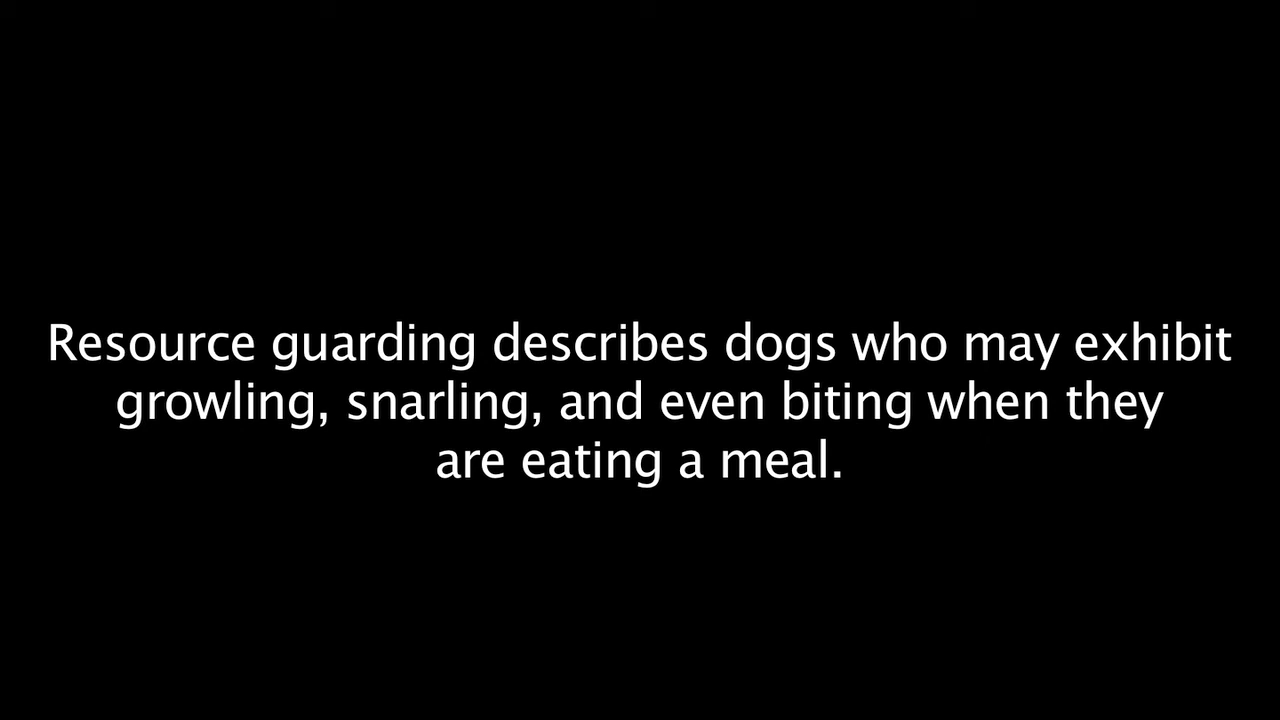 Resource guarding describes dogs who may exhibit
growling, snarling, and even biting when they
are eating a meal.